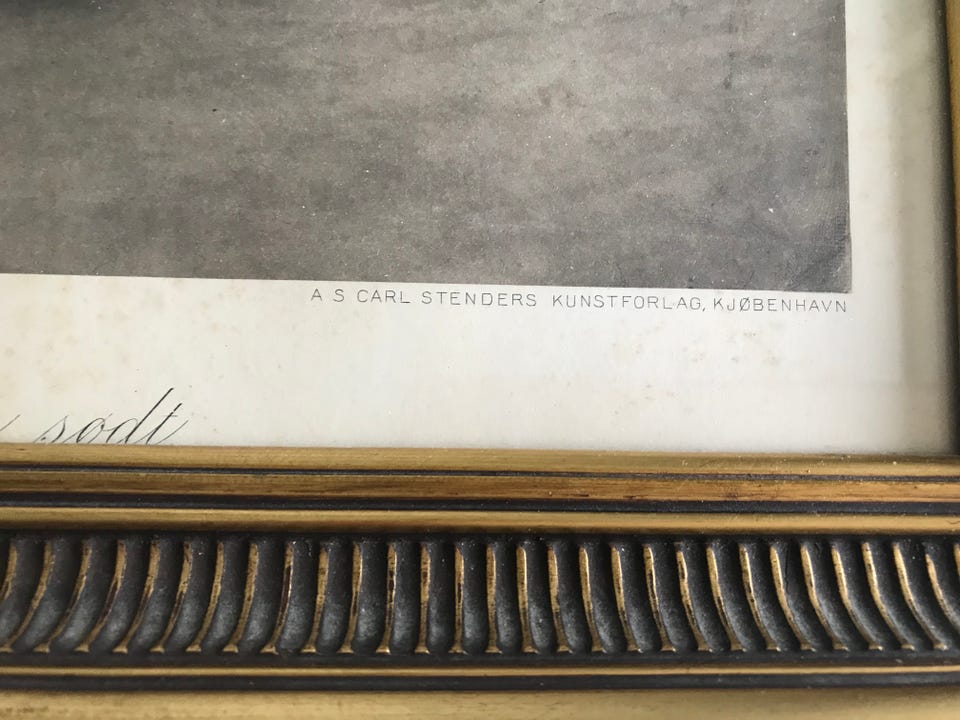 A S CARL STENDERS KUNSTFORLAG, KJØBENHAVN
sødt